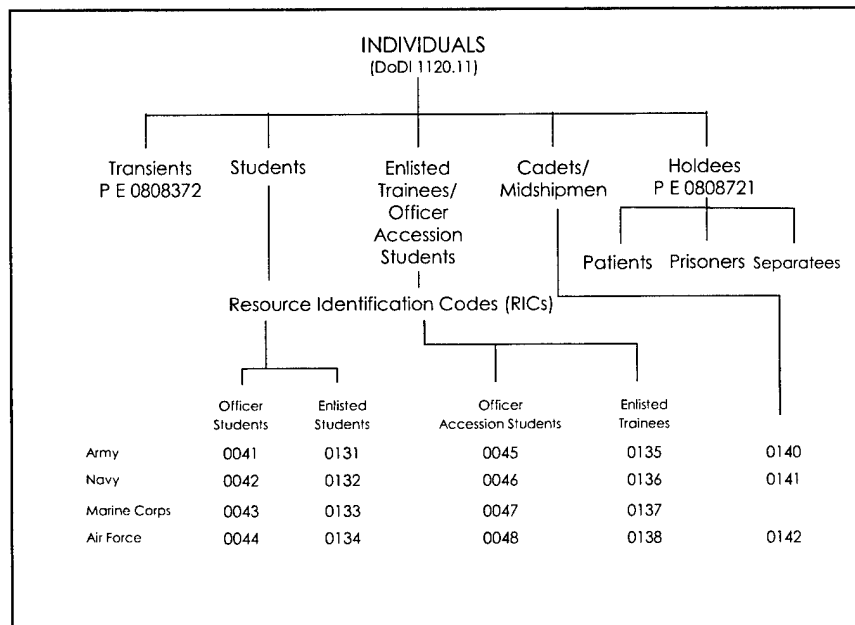 INDIVIDUALS
(DoDI 1120.11)
Transients
P E 0808372
Students
Enlisted
Trainees/
Officer
Accession
Students
Cadets/
Midshipmen
Holdees
P E 0808721
Patients Prisoners Separatees
Resource Identification Codes (RICs)
Officer
Students
Enlisted
Students
Officer
Accession Students
Enlisted
Trainees
Army 0041 0131 0045 0135 0140
Navy 0042 0132 0046 0136 0141
Marine Corps 0043 0133 0047 0137
Air Force 0044 0134 0048 0138 0142